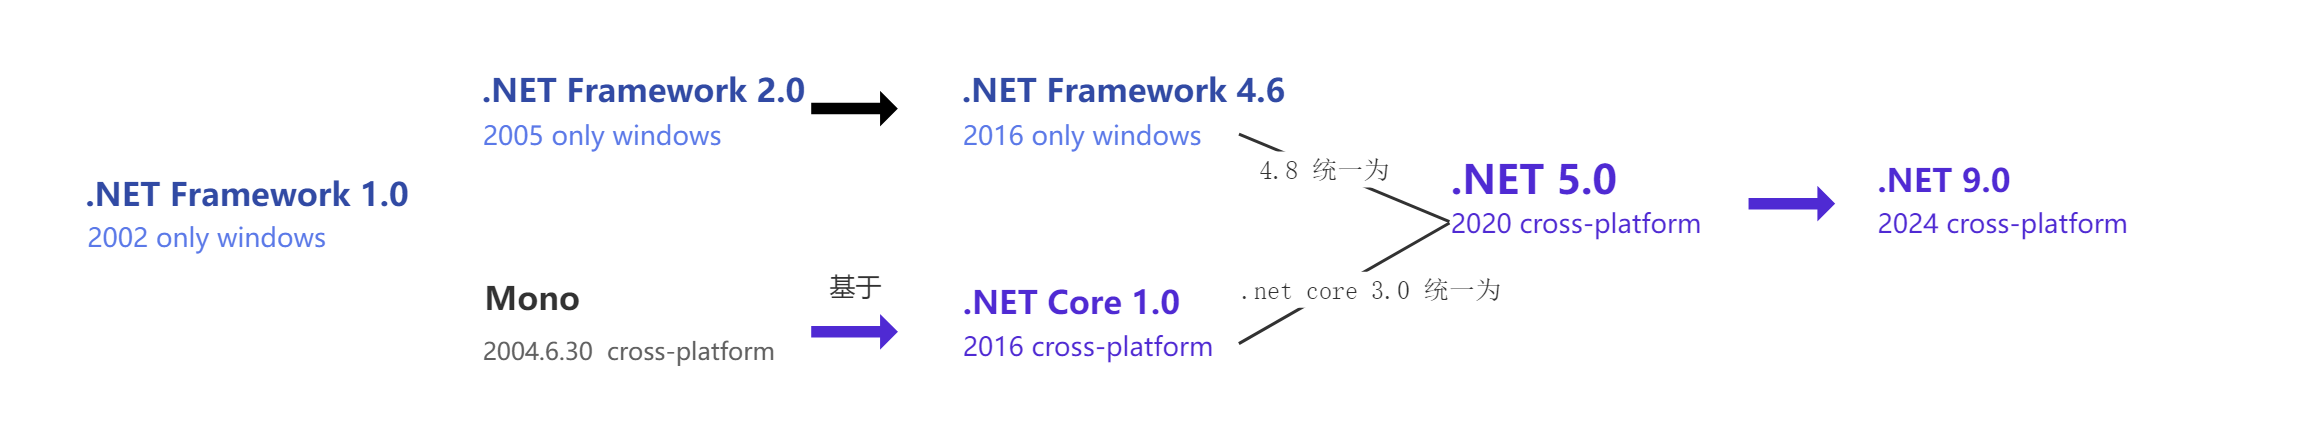 .NET Framework 1.0
2002 only windows
.NET Framework 2.0
2005 only windows
Mono
2004.6.30 cross-platform
基于
.NET Framework 4.6
2016 only windows
.NET Core 1.0
2016 cross-platform
4.8 统一为
.net core 3.0 统一为
.NET 5.0
2020 cross-platform
.NET 9.0
2024 cross-platform